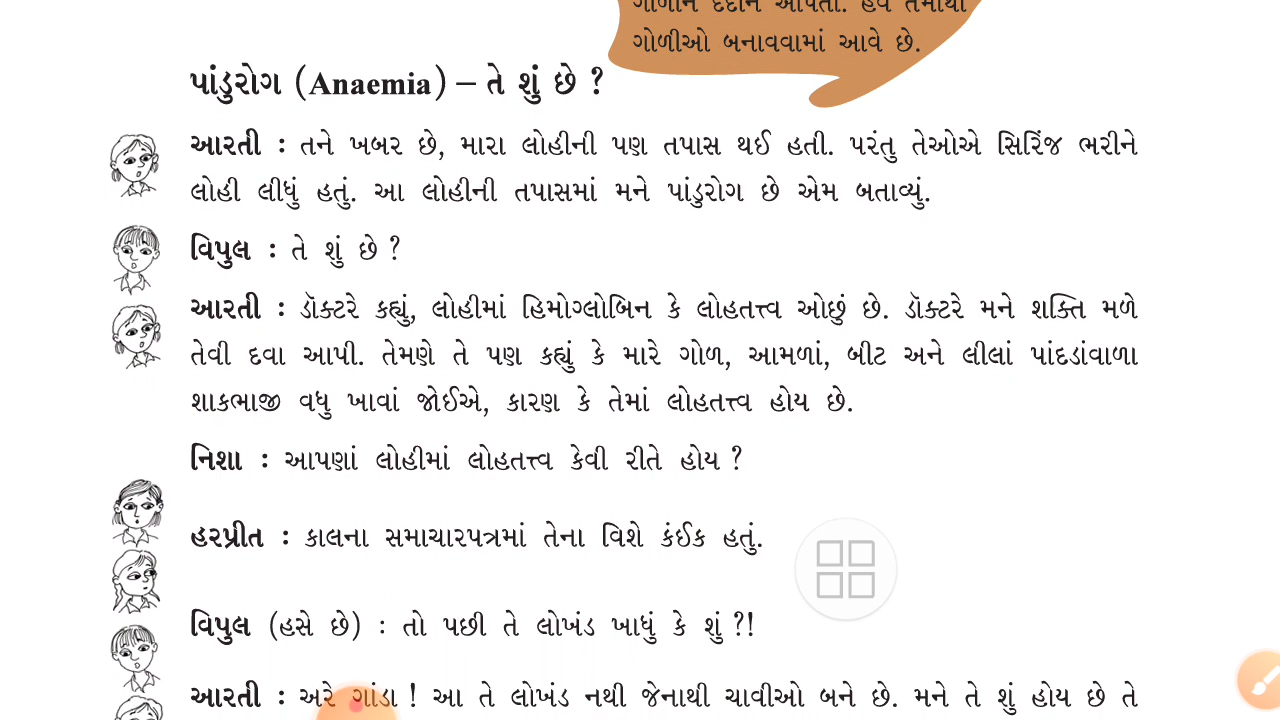 ગોળીઓ બનાવવામાં આવે છે.
પાંડુરોગ (Anaemia) – તે શું છે ?
આરતી : તને ખબર છે, મારા લોહીની પણ તપાસ થઈ હતી. પરંતુ તેઓએ સિરિંજ ભરીને
લોહી લીધું હતું. આ લોહીની તપાસમાં મને પાંડુરોગ છે એમ બતાવ્યું.
વિપુલ : તે શું છે ?
આરતી : ડૉક્ટરે કહ્યું, લોહીમાં હિમોગ્લોબિન કે લોહતત્ત્વ ઓછું છે. ડૉક્ટરે મને શક્તિ મળે
તેવી દવા આપી. તેમણે તે પણ કહ્યું કે મારે ગોળ, આમળાં, બીટ અને લીલાં પાંદડાંવાળા
શાકભાજી વધુ ખાવાં જોઈએ, કારણ કે તેમાં લોહતત્ત્વ હોય છે.
નિશા : આપણાં લોહીમાં લોહતત્ત્વ કેવી રીતે હોય ?
હરપ્રીત : કાલના સમાચારપત્રમાં તેના વિશે કંઈક હતું.
વિપુલ (હસે છે) : તો પછી તે લોખંડ ખાધું કે શું ?!
આરતી : અરે ગાંડા ! આ તે લોખંડ નથી જેનાથી ચાવીઓ બને છે. મને તે શું હોય છે તે